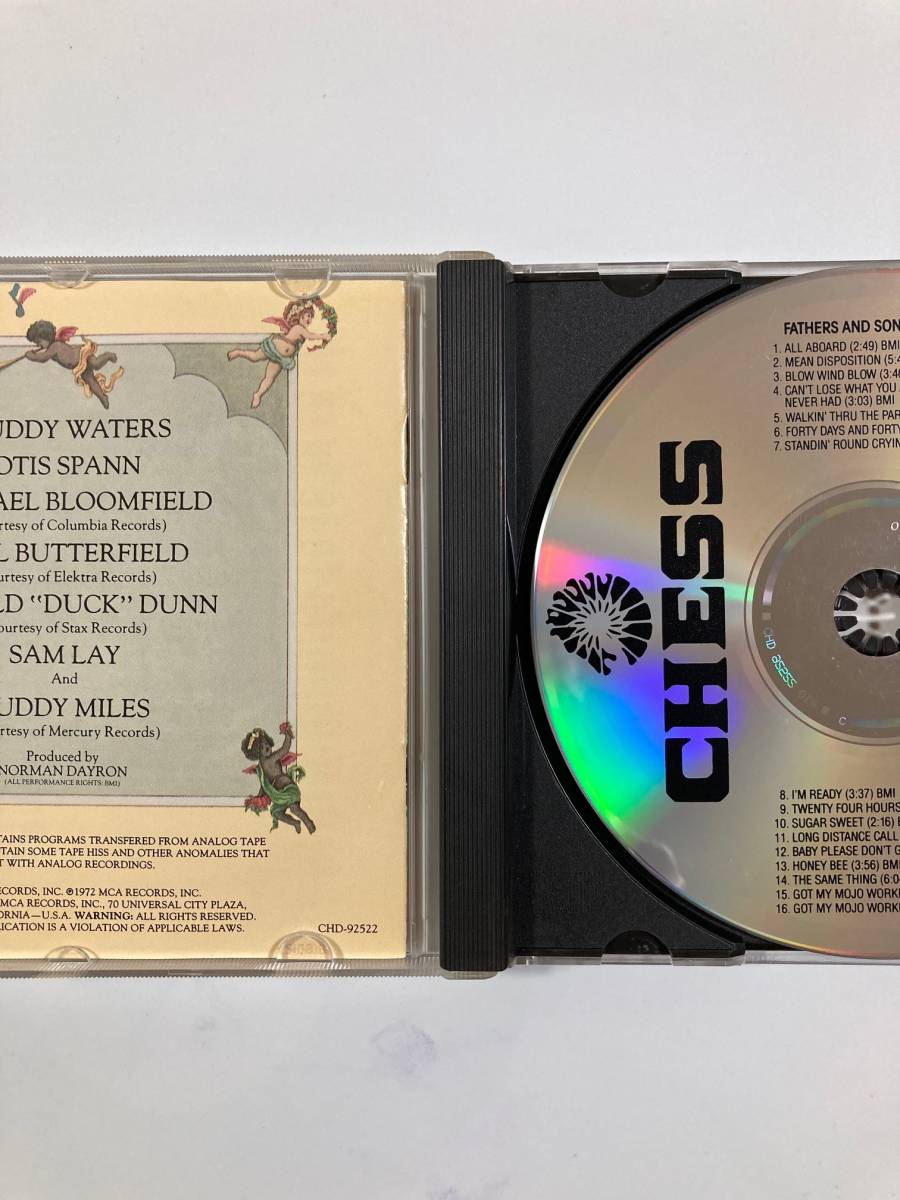 UDDY WATERS
OTIS SPANN
AEL BLOOMFIELD
rtesy of Columbia Records)
L BUTTERFIELD
urtesy of Elektra Records)
LD "DUCK" DUNN
ourtesy of Stax Records)
SAM LAY
And
UDDY MILES
rtesy of Mercury Records)
Produced by
NORMAN DAYRON
(ALL PERFORMANCE RIGHTS: BMI)
TAINS PROGRAMS TRANSFERED FROM ANALOG TAPE
TAIN SOME TAPE HISS AND OTHER ANOMALIES THAT
T WITH ANALOG RECORDINGS.
ECORDS, INC. ℗1972 MCA RECORDS, INC.
MCA RECORDS, INC., 70 UNIVERSAL CITY PLAZA,
FORNIA—U.S.A. WARNING: ALL RIGHTS RESERVED.
LICATION IS A VIOLATION OF APPLICABLE LAWS.
CHD-92522
FATHERS AND SON
1. ALL ABOARD (2:49) BMI
2. MEAN DISPOSITION (5:4
3. BLOW WIND BLOW (3:4
4. CAN'T LOSE WHAT YOU
NEVER HAD (3:03) BMI
5. WALKIN' THRU THE PAR
6. FORTY DAYS AND FORTY
7. STANDIN' ROUND CRYIN
CHESS
8. I'M READY (3:37) BMI
9. TWENTY FOUR HOURS
10. SUGAR SWEET (2:16)
11. LONG DISTANCE CALL
12. BABY PLEASE DON'T G
13. HONEY BEE (3:56) BMI
14. THE SAME THING (6:0
15. GOT MY MOJO WORKI
16. GOT MY MOJO WORKI